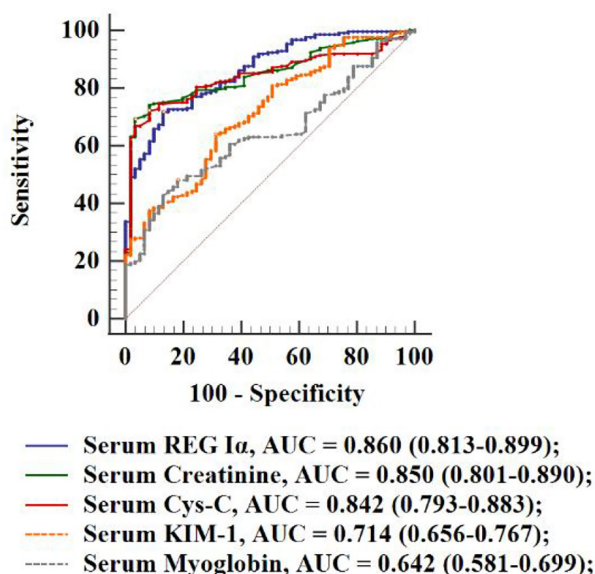 100
80
60
40
20
0
Sensitivity
0 20 40 60 80 100
100 - Specificity
Serum REG Iα, AUC = 0.860 (0.813-0.899);
Serum Creatinine, AUC = 0.850 (0.801-0.890);
Serum Cys-C, AUC = 0.842 (0.793-0.883);
Serum KIM-1, AUC = 0.714 (0.656-0.767);
Serum Myoglobin, AUC = 0.642 (0.581-0.699);